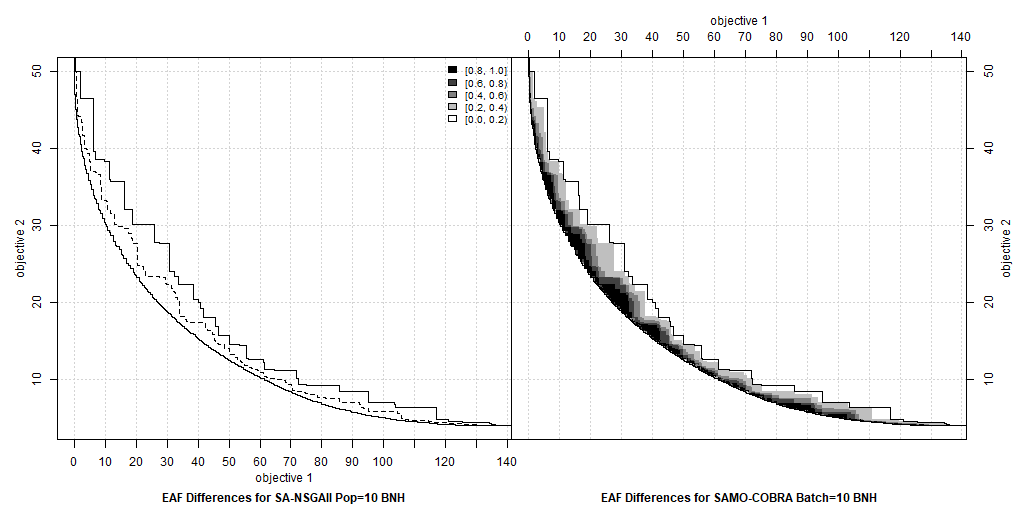 objective 1
0 10 20 30 40 50 60 70 80 90 100 120 140
50
40
30
20
10
objective 2
[0.8, 1.0]
[0.6, 0.8)
[0.4, 0.6)
[0.2, 0.4)
[0.0, 0.2)
50
40
30
20
10
objective 2
0 10 20 30 40 50 60 70 80 90 100 120 140
objective 1
EAF Differences for SA-NSGAII Pop=10 BNH
EAF Differences for SAMO-COBRA Batch=10 BNH